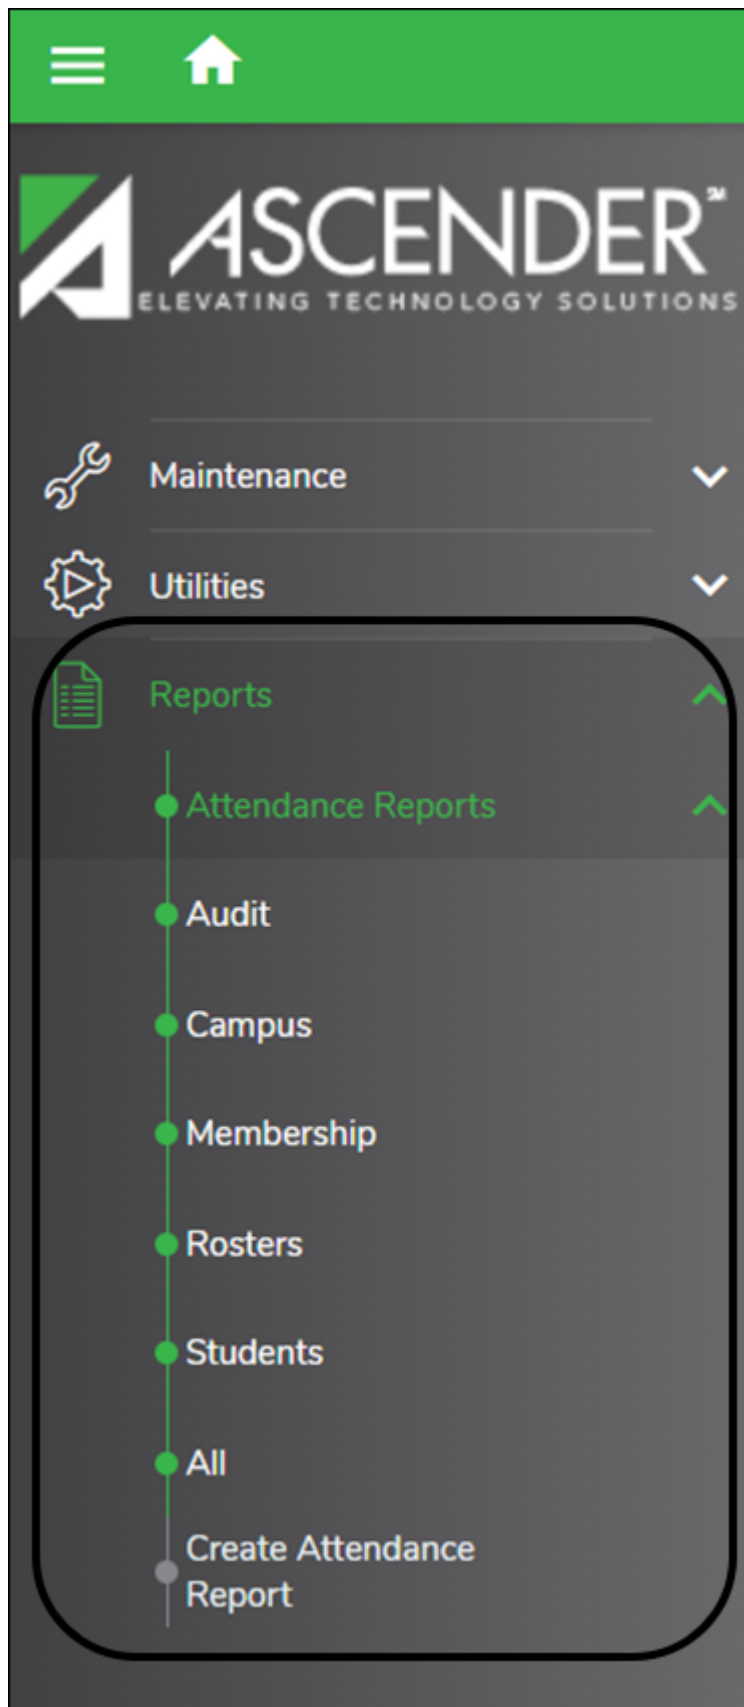 ASCENDER℠
ELEVATING TECHNOLOGY SOLUTIONS
Maintenance
Utilities
Reports
Attendance Reports
Audit
Campus
Membership
Rosters
Students
All
Create Attendance
Report